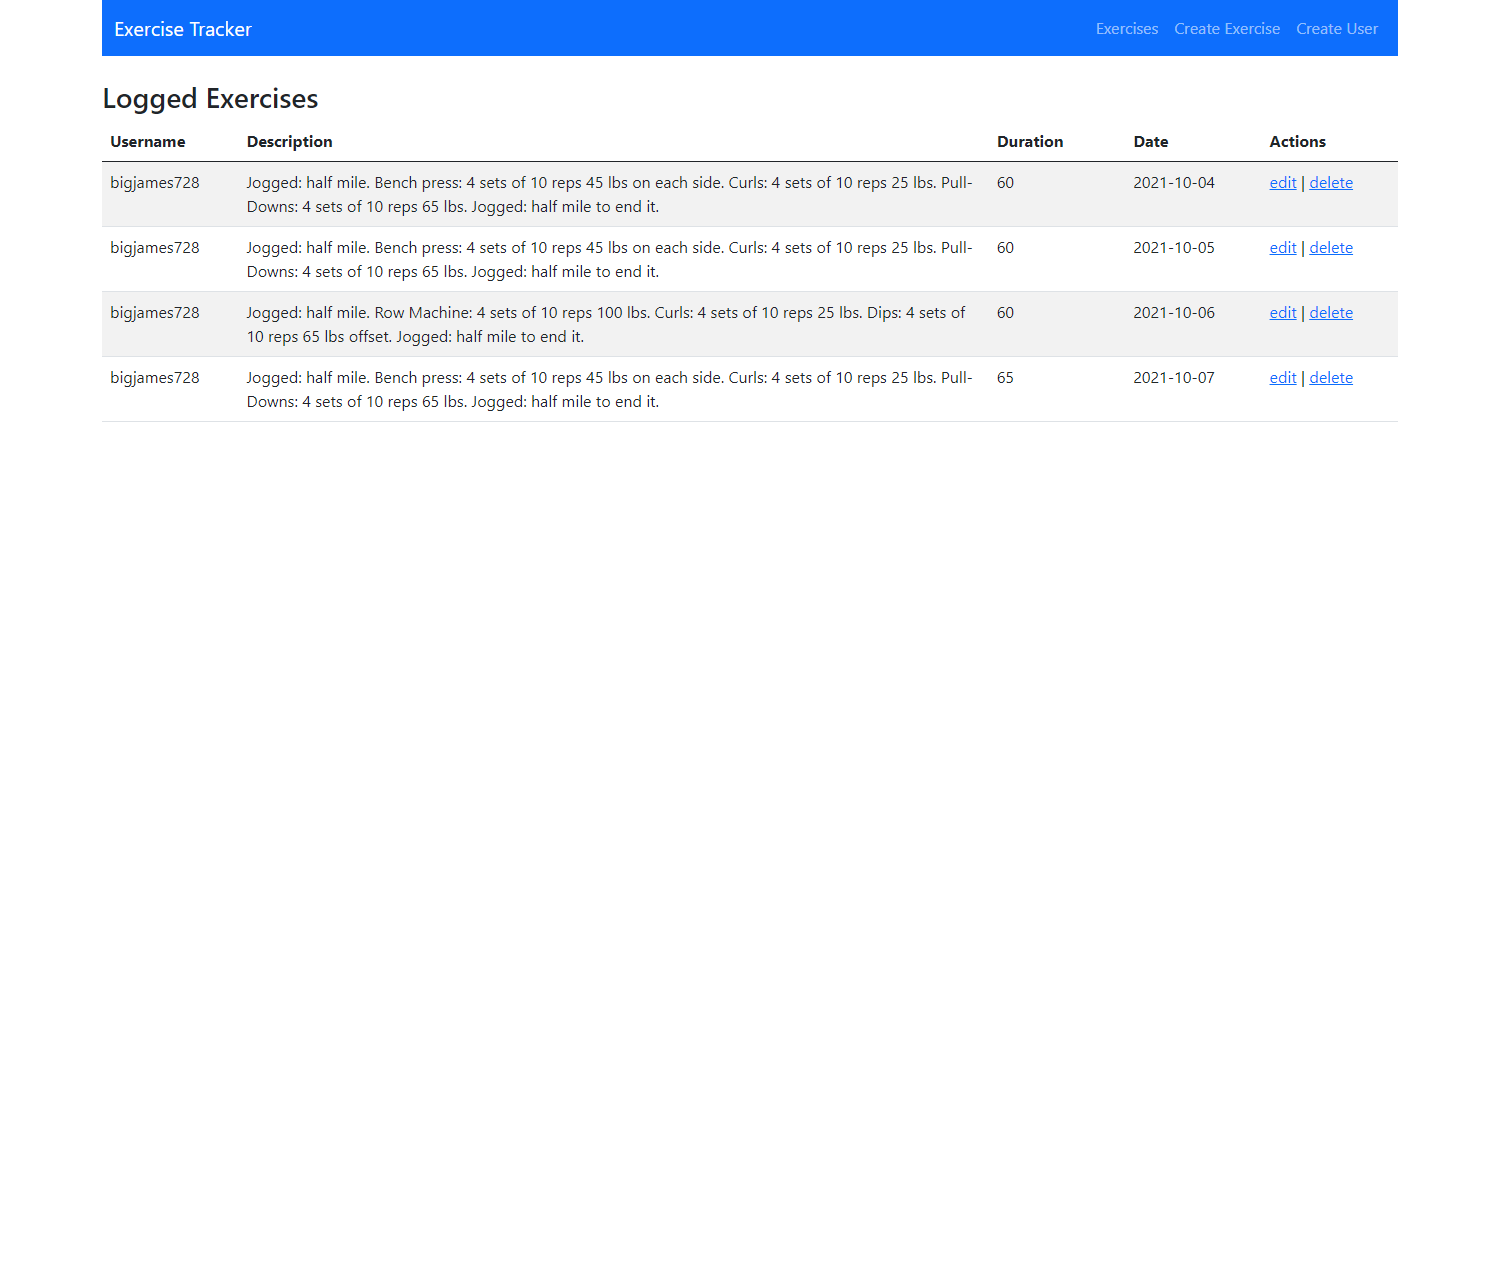 Exercise Tracker Exercises Create Exercise Create User
Logged Exercises
Username Description Duration Date Actions
bigjames728 Jogged: half mile. Bench press: 4 sets of 10 reps 45 lbs on each side. Curls: 4 sets of 10 reps 25 lbs. Pull- 60 2021-10-04 edit | delete
Downs: 4 sets of 10 reps 65 lbs. Jogged: half mile to end it.
bigjames728 Jogged: half mile. Bench press: 4 sets of 10 reps 45 lbs on each side. Curls: 4 sets of 10 reps 25 lbs. Pull- 60 2021-10-05 edit | delete
Downs: 4 sets of 10 reps 65 lbs. Jogged: half mile to end it.
bigjames728 Jogged: half mile. Row Machine: 4 sets of 10 reps 100 lbs. Curls: 4 sets of 10 reps 25 lbs. Dips: 4 sets of 60 2021-10-06 edit | delete
10 reps 65 lbs offset. Jogged: half mile to end it.
bigjames728 Jogged: half mile. Bench press: 4 sets of 10 reps 45 lbs on each side. Curls: 4 sets of 10 reps 25 lbs. Pull- 65 2021-10-07 edit | delete
Downs: 4 sets of 10 reps 65 lbs. Jogged: half mile to end it.